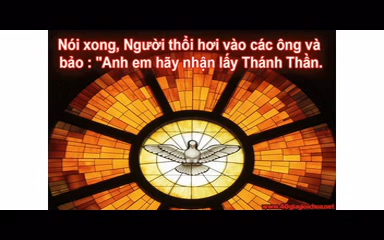 Nói xong, Người thổi hơi vào các ông và
bảo : "Anh em hãy nhận lấy Thánh Thần.